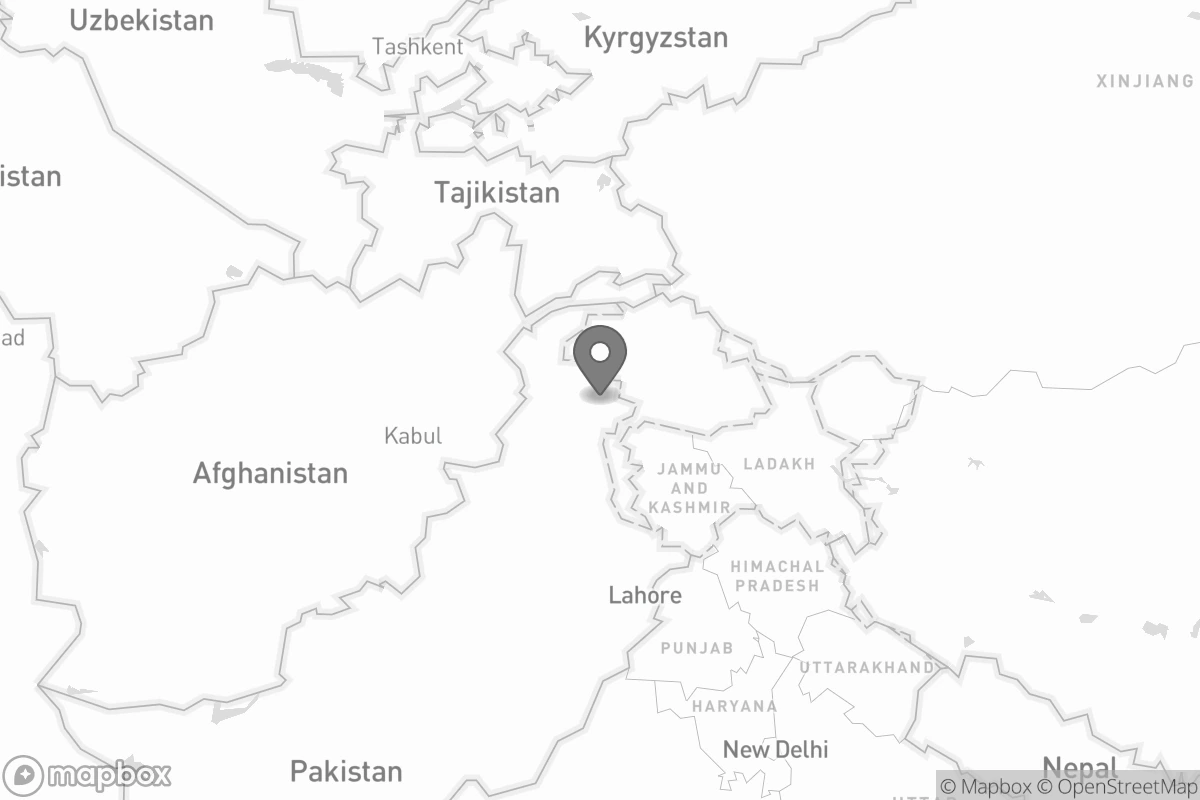 Uzbekistan
Kyrgyzstan
Tashkent
XINJIANG
istan
Tajikistan
ad
Kabul
Afghanistan
JAMMU
AND
KASHMIR
LADAKH
HIMACHAL
PRADESH
Lahore
PUNJAB
UTTARAKHAND
HARYANA
New Delhi
Pakistan
Nepal
mapbox
© Mapbox © OpenStreetMap